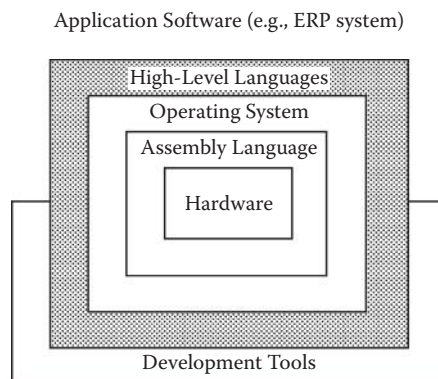 Application Software (e.g., ERP system)
High-Level Languages
Operating System
Assembly Language
Hardware
Development Tools